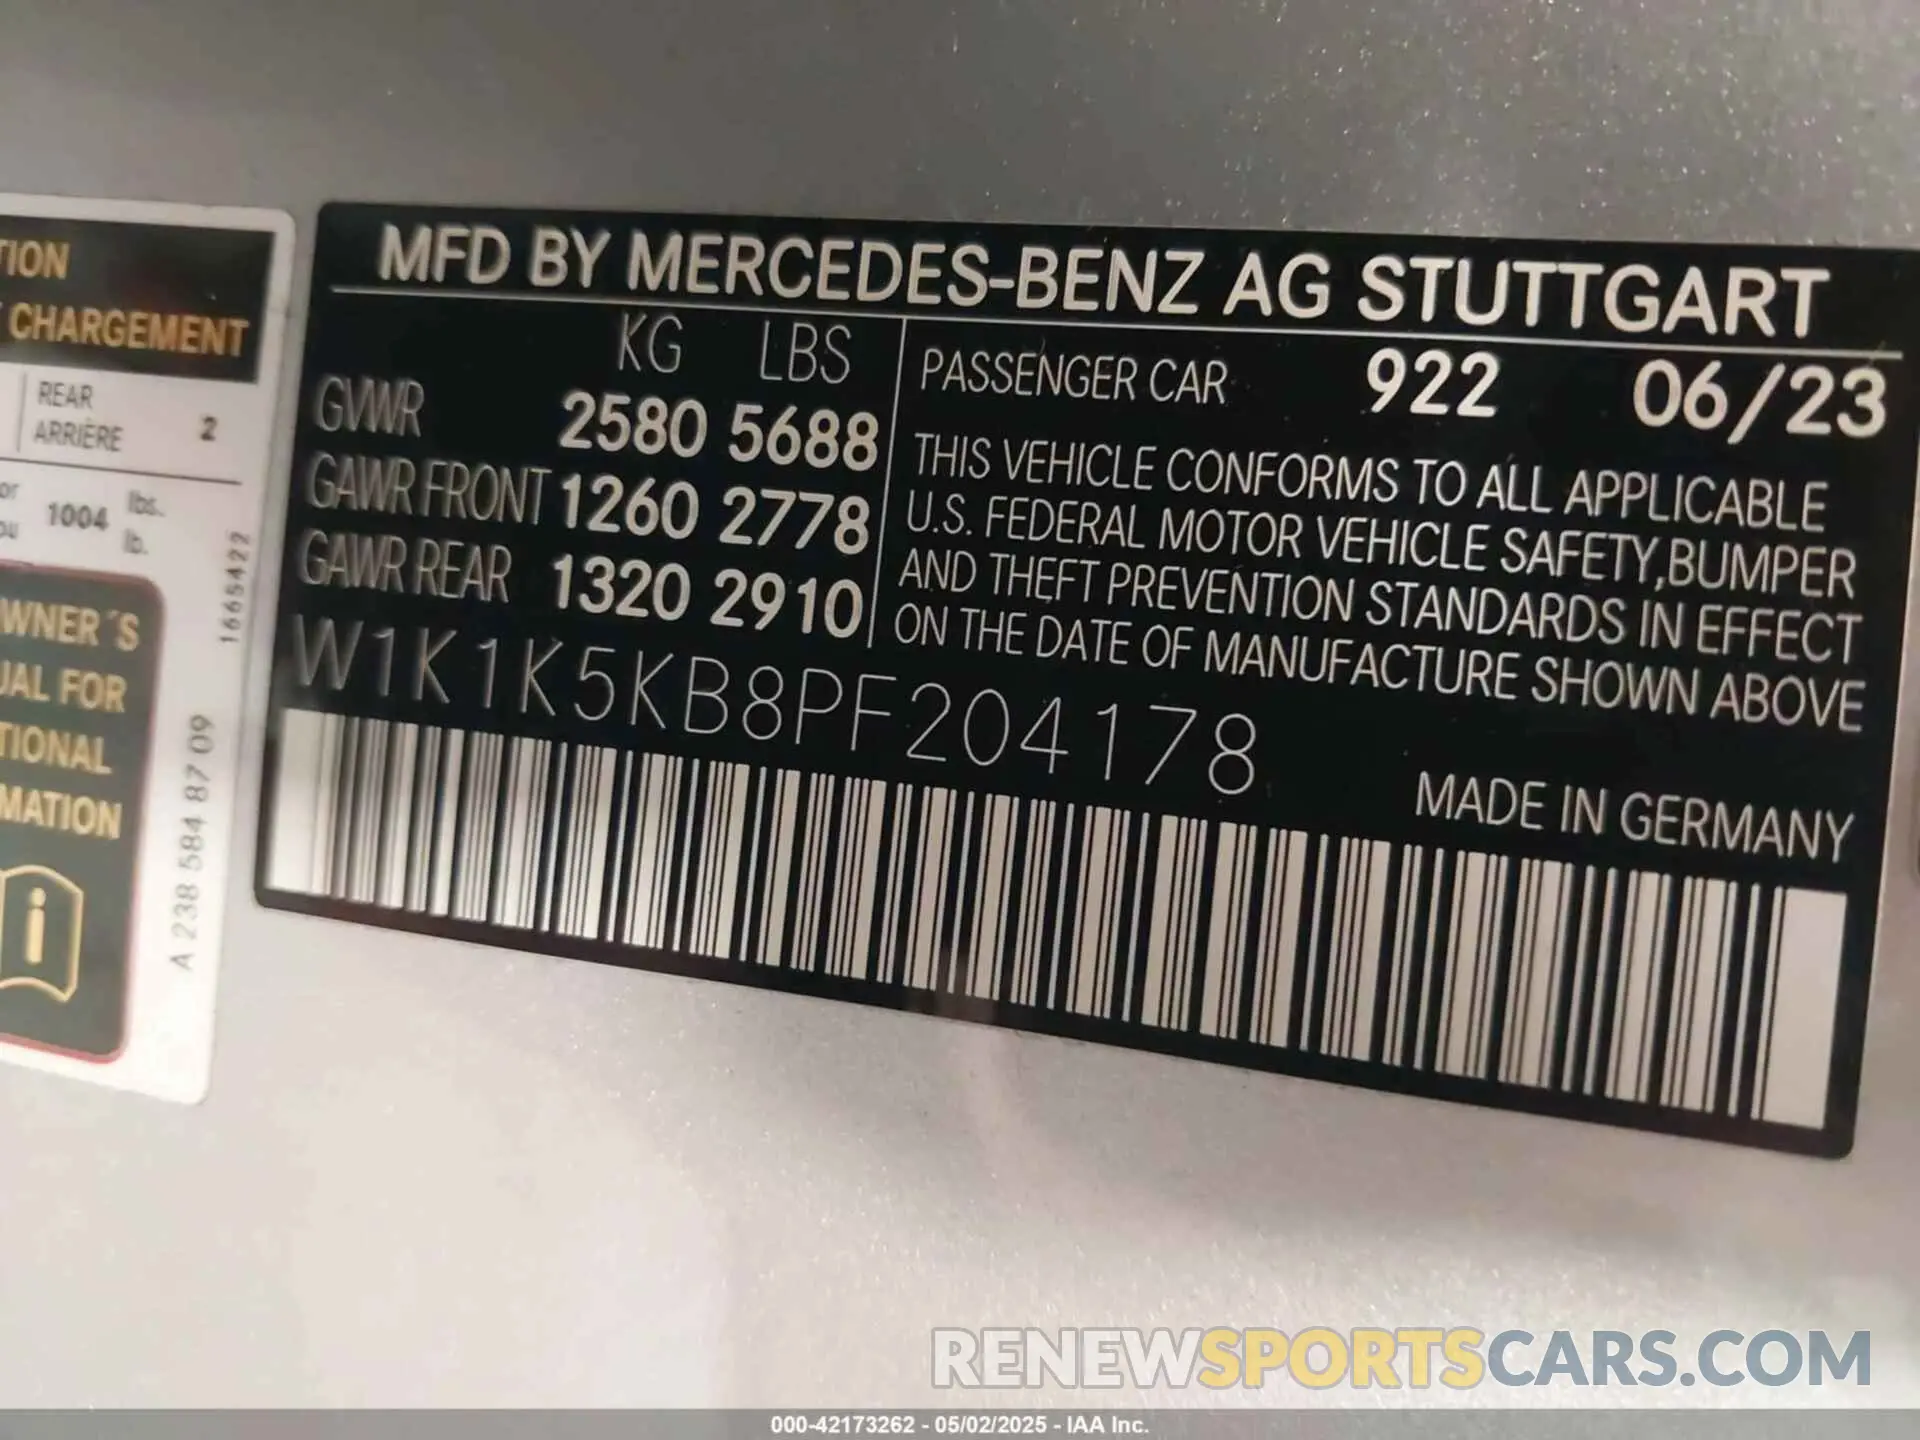 TION
CHARGEMENT
REAR
ARRIÈRE 2
or
ou 1004 lbs.
lb.
1665422
WNER´S
UAL FOR
TIONAL
MATION
A 238 584 87 09
MFD BY MERCEDES-BENZ AG STUTTGART
KG LBS
GVWR 2580 5688
GAWR FRONT 1260 2778
GAWR REAR 1320 2910
PASSENGER CAR 922 06/23
THIS VEHICLE CONFORMS TO ALL APPLICABLE
U.S. FEDERAL MOTOR VEHICLE SAFETY,BUMPER
AND THEFT PREVENTION STANDARDS IN EFFECT
ON THE DATE OF MANUFACTURE SHOWN ABOVE
W1K1K5KB8PF204178
MADE IN GERMANY
RENEWSPORTSCARS.COM
000-42173262 - 05/02/2025 - IAA Inc.